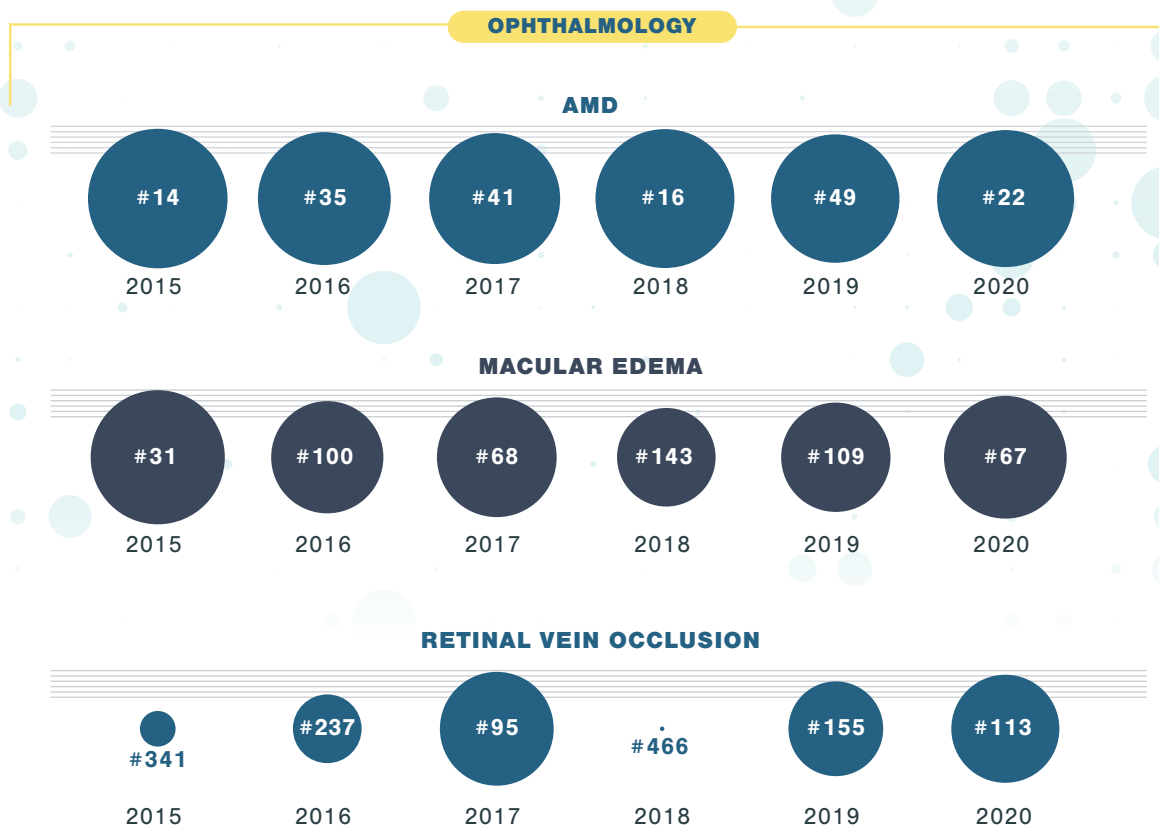 OPHTHALMOLOGY
AMD
#14 #35 #41 #16 #49 #22
2015 2016 2017 2018 2019 2020
MACULAR EDEMA
#31 #100 #68 #143 #109 #67
2015 2016 2017 2018 2019 2020
RETINAL VEIN OCCLUSION
#341 #237 #95 #466 #155 #113
2015 2016 2017 2018 2019 2020